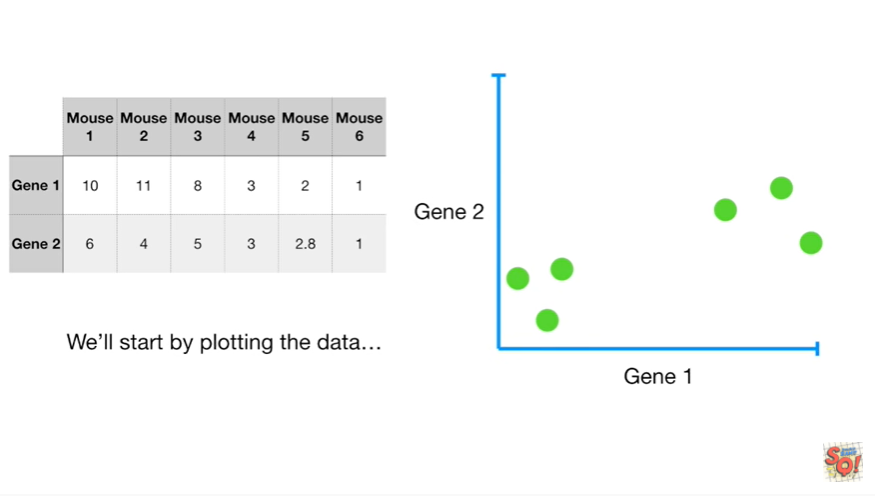 Mouse 1 Mouse 2 Mouse 3 Mouse 4 Mouse 5 Mouse 6
Gene 1 10 11 8 3 2 1
Gene 2 6 4 5 3 2.8 1
We'll start by plotting the data…
Gene 2
Gene 1
SQ!